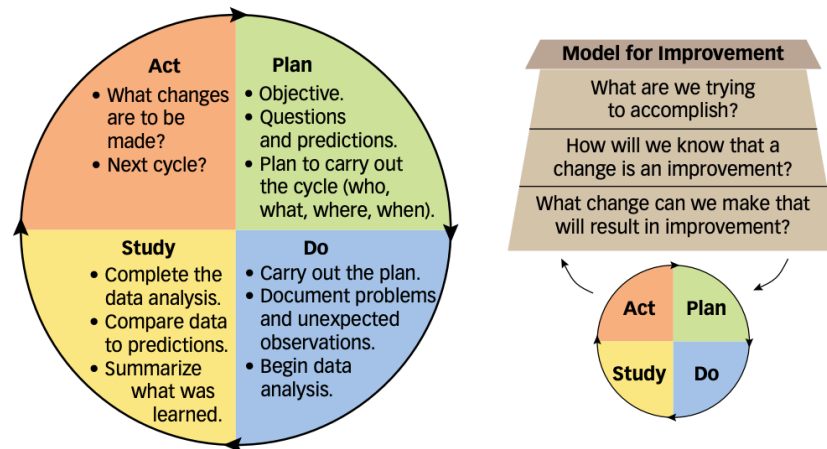 Act
• What changes
are to be
made?
• Next cycle?
Plan
• Objective.
• Questions
and predictions.
• Plan to carry out
the cycle (who,
what, where, when).
Study
• Complete the
data analysis.
• Compare data
to predictions.
• Summarize
what was
learned.
Do
• Carry out the plan.
• Document problems
and unexpected
observations.
• Begin data
analysis.
Model for Improvement
What are we trying
to accomplish?
How will we know that a
change is an improvement?
What change can we make that
will result in improvement?
Act
Plan
Study
Do